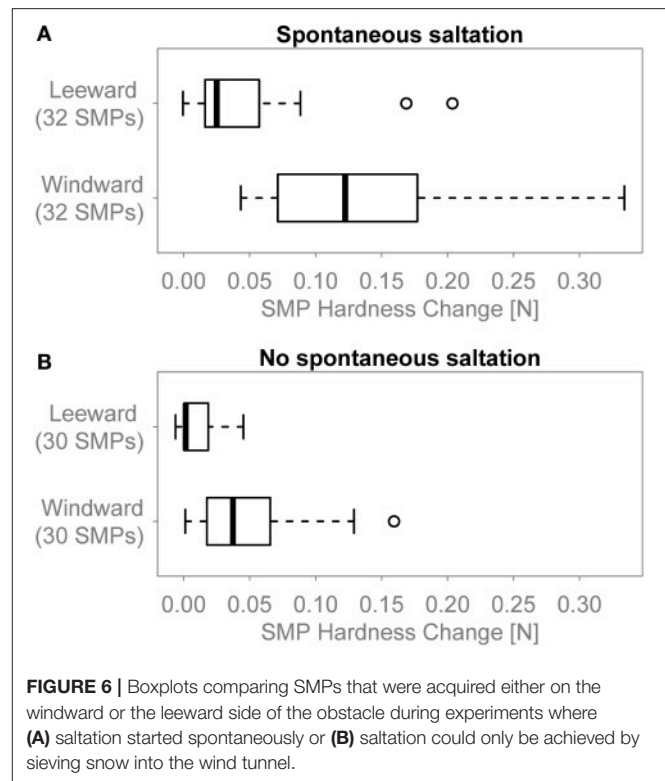 A
Spontaneous saltation
Leeward
(32 SMPs)
Windward
(32 SMPs)
0.00 0.05 0.10 0.15 0.20 0.25 0.30
SMP Hardness Change [N]
B
No spontaneous saltation
Leeward
(30 SMPs)
Windward
(30 SMPs)
0.00 0.05 0.10 0.15 0.20 0.25 0.30
SMP Hardness Change [N]
FIGURE 6 | Boxplots comparing SMPs that were acquired either on the
windward or the leeward side of the obstacle during experiments where
(A) saltation started spontaneously or (B) saltation could only be achieved by
sieving snow into the wind tunnel.